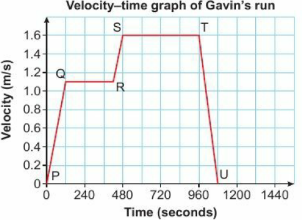 Velocity–time graph of Gavin's run
Velocity (m/s)
1.6
1.4
1.2
1.0
0.8
0.6
0.4
0.2
0
P
Q
R
S
T
U
0 240 480 720 960 1200 1440
Time (seconds)